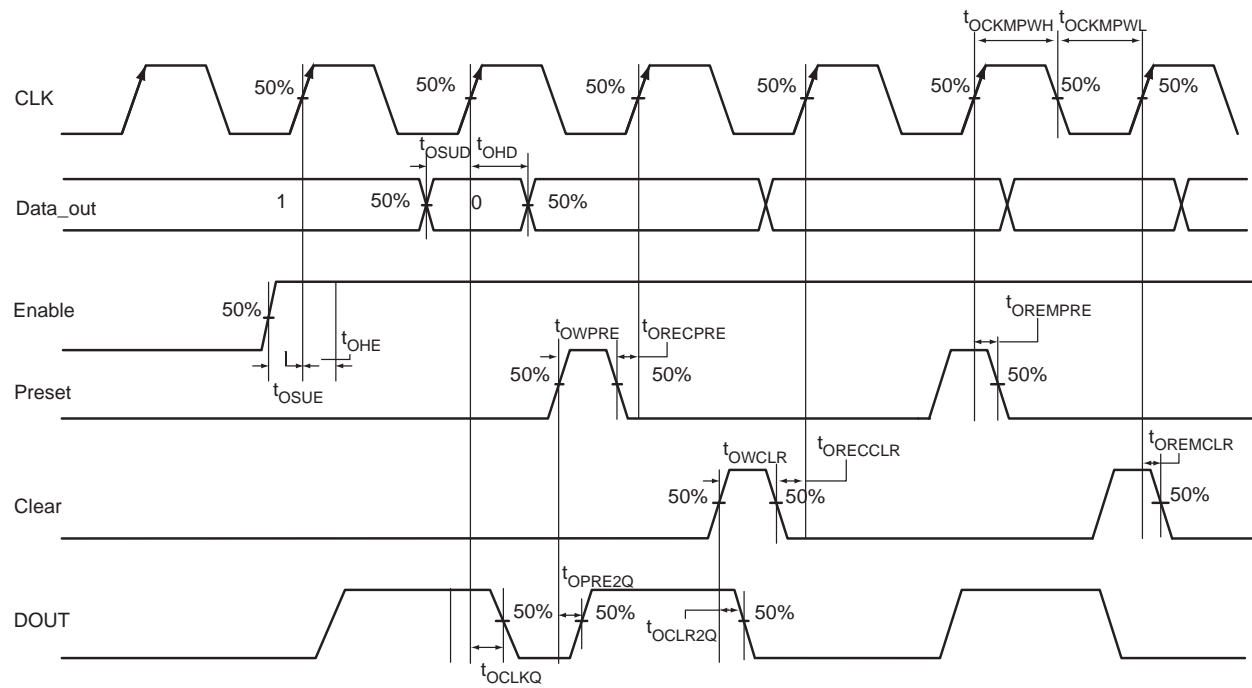 tOCKMPWH tOCKMPWL
CLK 50% 50% 50% 50% 50% 50% 50%
tOSUD tOHD
Data_out 1 50% 0 50%
Enable 50%
tOHE tOWPRE tORECPRE tOREMPRE
Preset tOSUE 50% 50% 50%
tOWCLR tORECCLR tOREMCLR
Clear 50% 50% 50%
tOPRE2Q
DOUT 50% 50% tOCLR2Q 50%
tOCLKQ